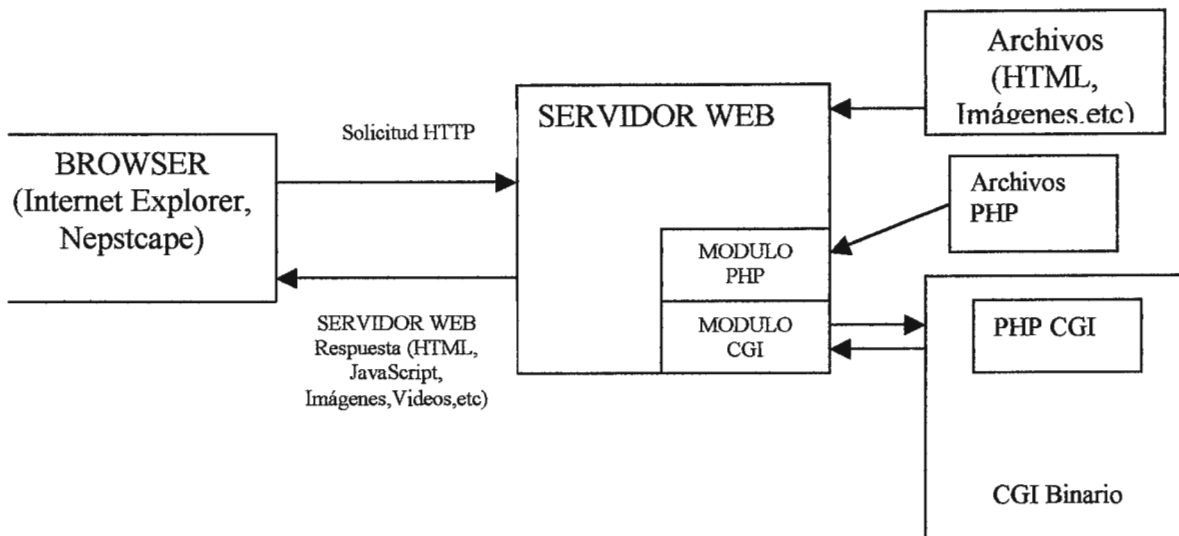 BROWSER
(Internet Explorer,
Nepstcape)
Solicitud HTTP
SERVIDOR WEB
Respuesta (HTML,
JavaScript,
Imágenes,Videos,etc)
SERVIDOR WEB
MODULO
PHP
MODULO
CGI
Archivos
(HTML,
Imágenes,etc)
Archivos
PHP
PHP CGI
CGI Binario